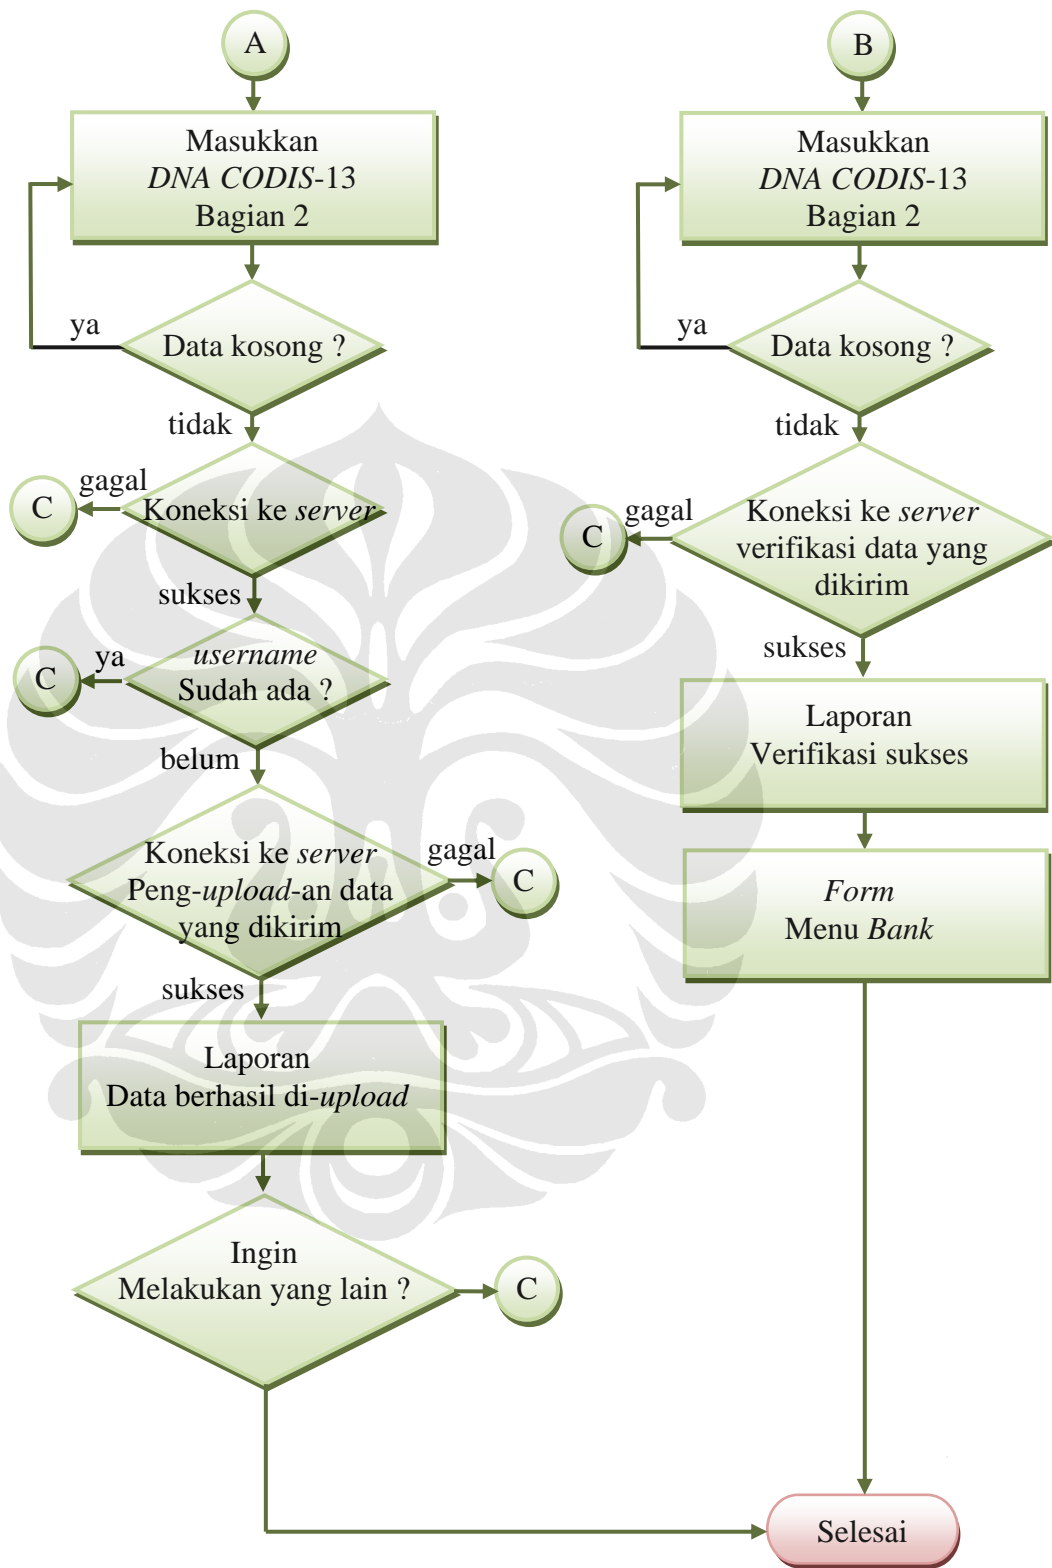 A
Masukkan
DNA CODIS-13
Bagian 2
ya
Data kosong ?
tidak
gagal
C
Koneksi ke server
sukses
ya
C
username
Sudah ada ?
belum
Koneksi ke server
Peng-upload-an data
yang dikirim
gagal
C
sukses
Laporan
Data berhasil di-upload
Ingin
Melakukan yang lain ?
C
B
Masukkan
DNA CODIS-13
Bagian 2
ya
Data kosong ?
tidak
gagal
C
Koneksi ke server
verifikasi data yang
dikirim
sukses
Laporan
Verifikasi sukses
Form
Menu Bank
Selesai